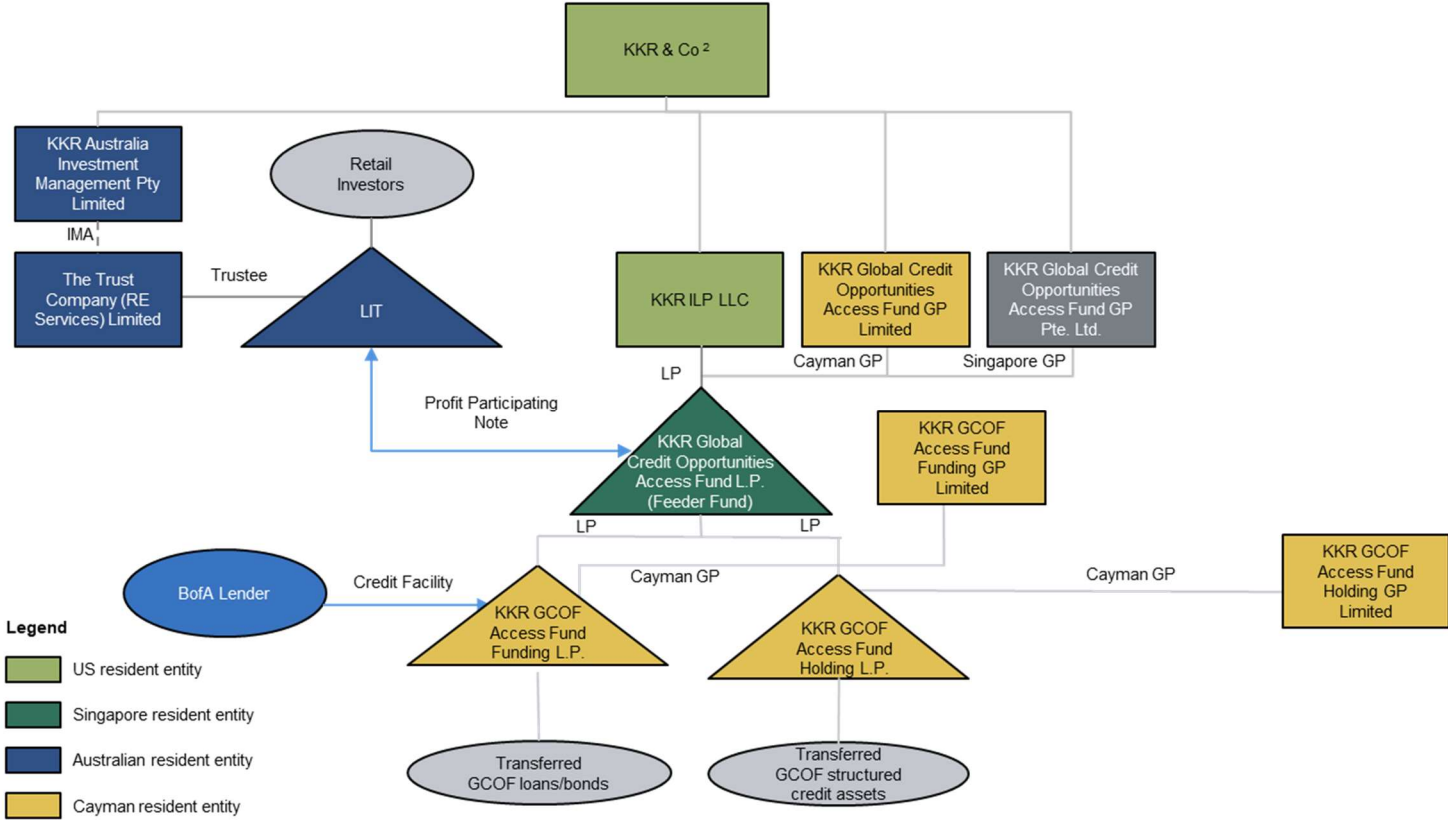 KKR & Co ²
KKR Australia
Investment
Management Pty
Limited
Retail
Investors
IMA
The Trust
Company (RE
Services) Limited
Trustee
LIT
KKR ILP LLC
KKR Global Credit
Opportunities
Access Fund GP
Limited
KKR Global Credit
Opportunities
Access Fund GP
Pte. Ltd.
LP
Cayman GP
Singapore GP
Profit Participating
Note
KKR Global
Credit Opportunities
Access Fund L.P.
(Feeder Fund)
KKR GCOF
Access Fund
Funding GP
Limited
LP
LP
BofA Lender
Credit Facility
Cayman GP
Cayman GP
KKR GCOF
Access Fund
Holding GP
Limited
KKR GCOF
Access Fund
Funding L.P.
KKR GCOF
Access Fund
Holding L.P.
Legend
US resident entity
Singapore resident entity
Australian resident entity
Cayman resident entity
Transferred
GCOF loans/bonds
Transferred
GCOF structured
credit assets